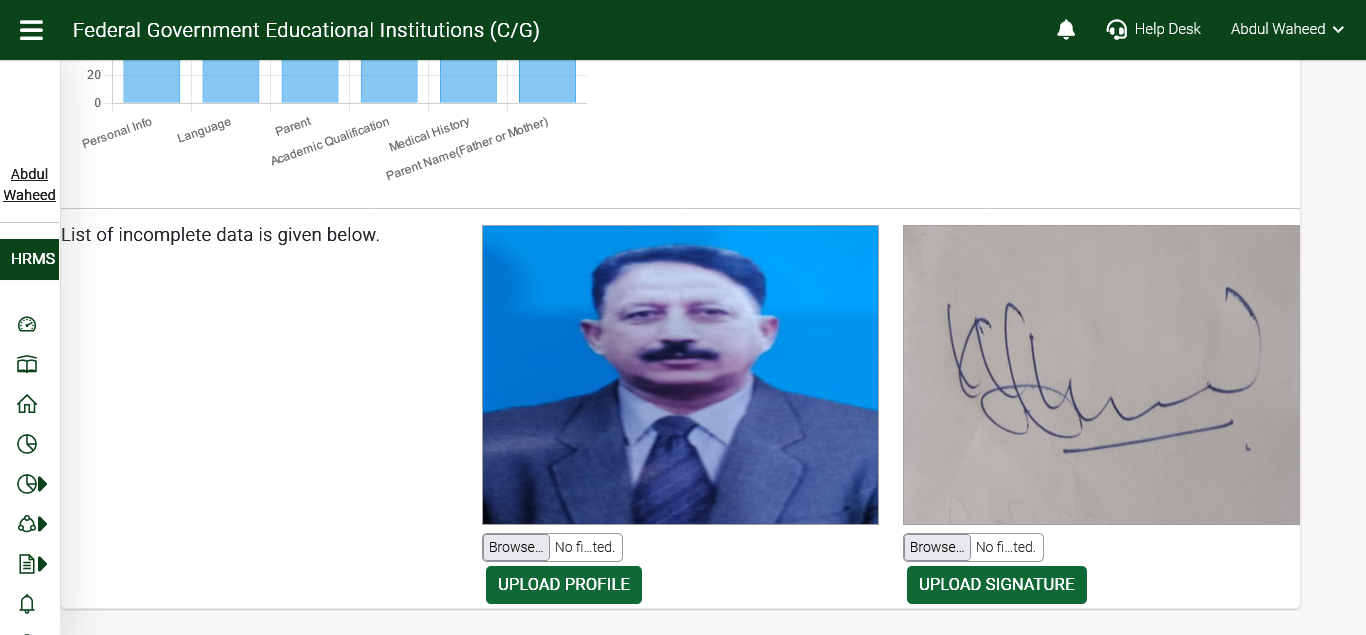 Federal Government Educational Institutions (C/G)
Help Desk
Abdul Waheed
20
0
Personal Info
Language
Parent
Academic Qualification
Medical History
Parent Name(Father or Mother)
Abdul
Waheed
HRMS
List of incomplete data is given below.
Browse... No fi...ted.
UPLOAD PROFILE
Browse... No fi...ted.
UPLOAD SIGNATURE